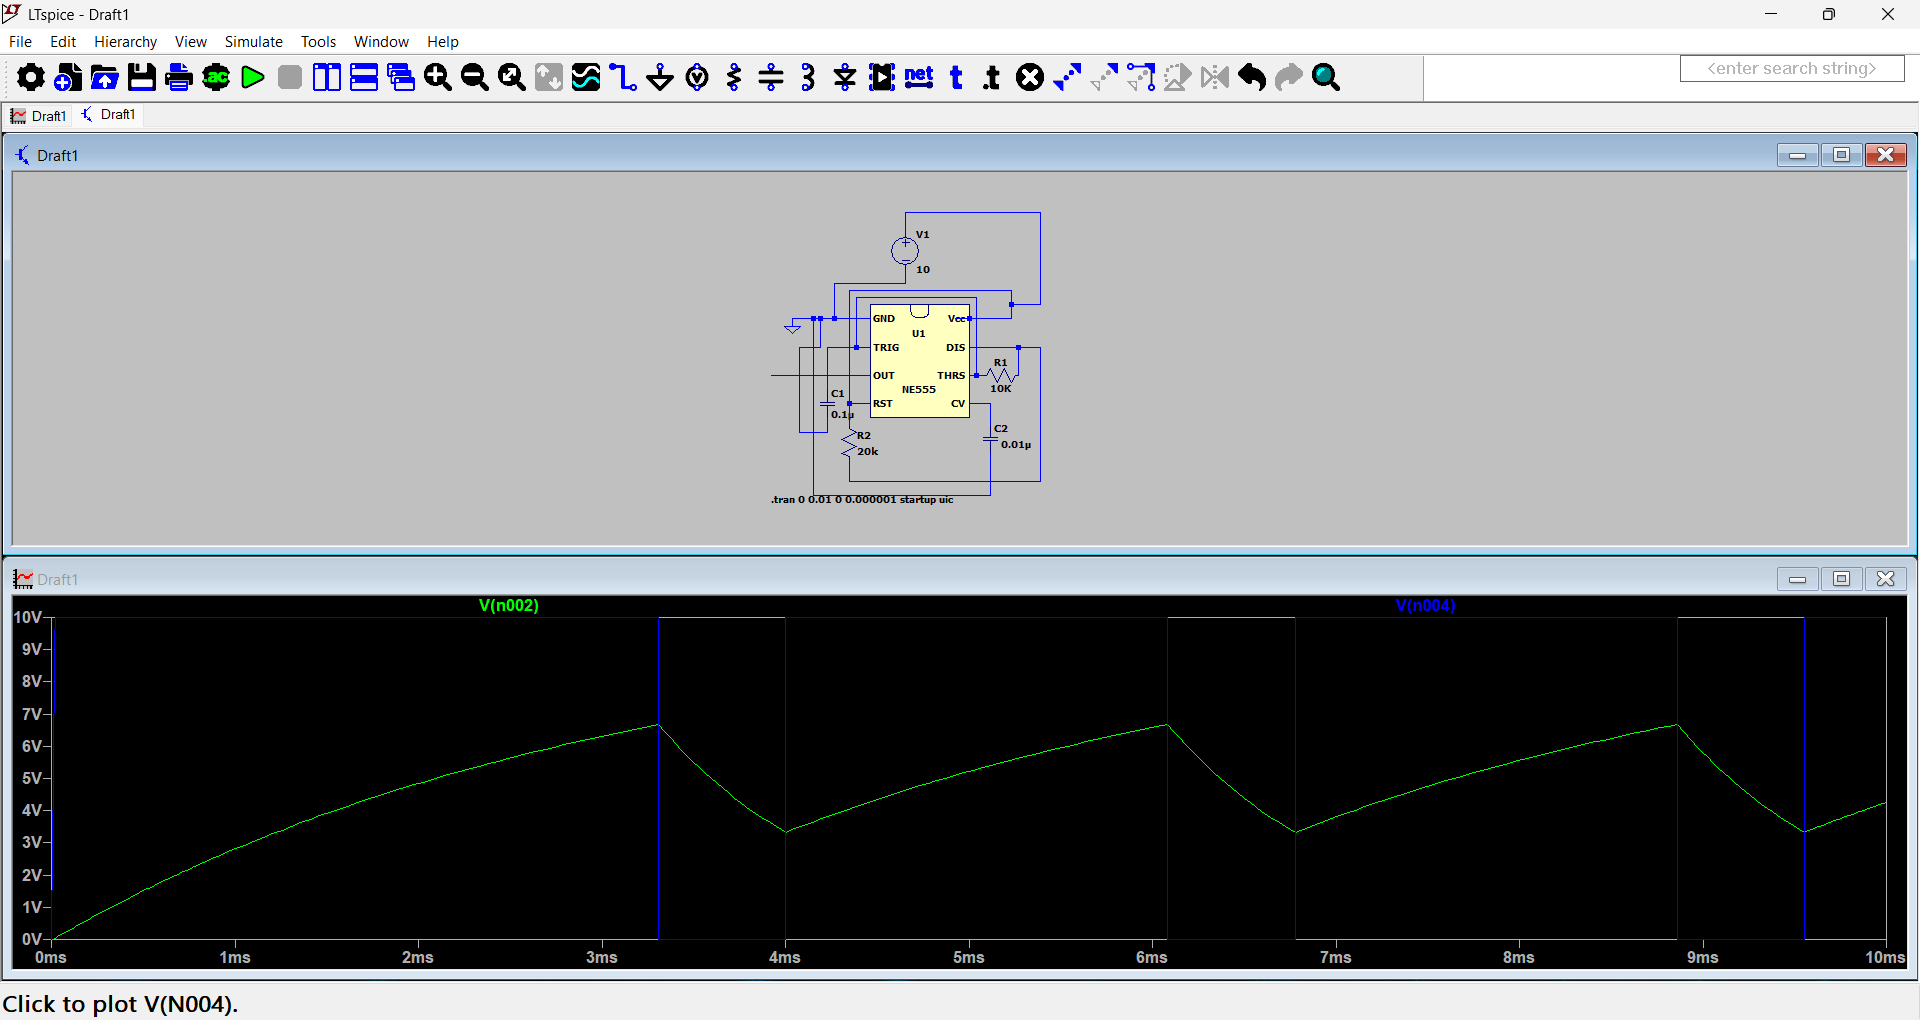 LTspice - Draft1
File Edit Hierarchy View Simulate Tools Window Help
.ac net t .t <enter search string>
Draft1 Draft1
Draft1
V1
10
GND Vcc
U1
TRIG DIS
R1
OUT THRS
10K
NE555
C1
RST CV
0.1µ
C2
R2
0.01µ
20k
.tran 0 0.01 0 0.000001 startup uic
Draft1
V(n002) V(n004)
10V
9V
8V
7V
6V
5V
4V
3V
2V
1V
0V
0ms 1ms 2ms 3ms 4ms 5ms 6ms 7ms 8ms 9ms 10ms
Click to plot V(N004).